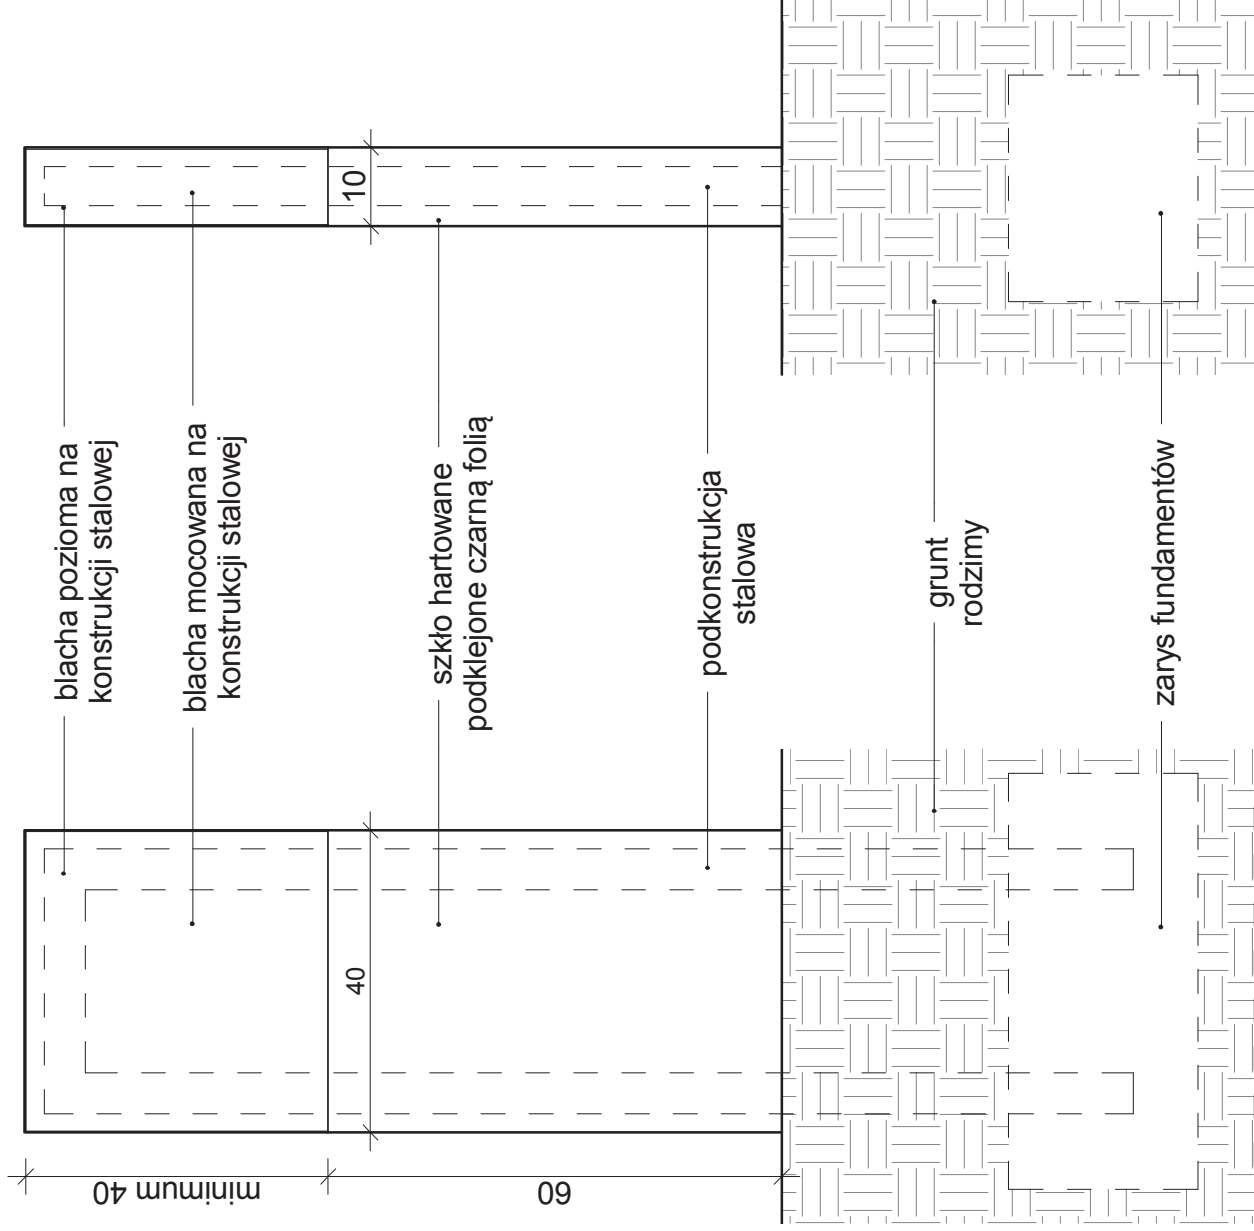 blacha pozioma na
konstrukcji stalowej
blacha mocowana na
konstrukcji stalowej
szkło hartowane
podklejone czarną folią
podkonstrukcja
stalowa
grunt
rodzimy
zarys fundamentów
10
40
minimum 40
60